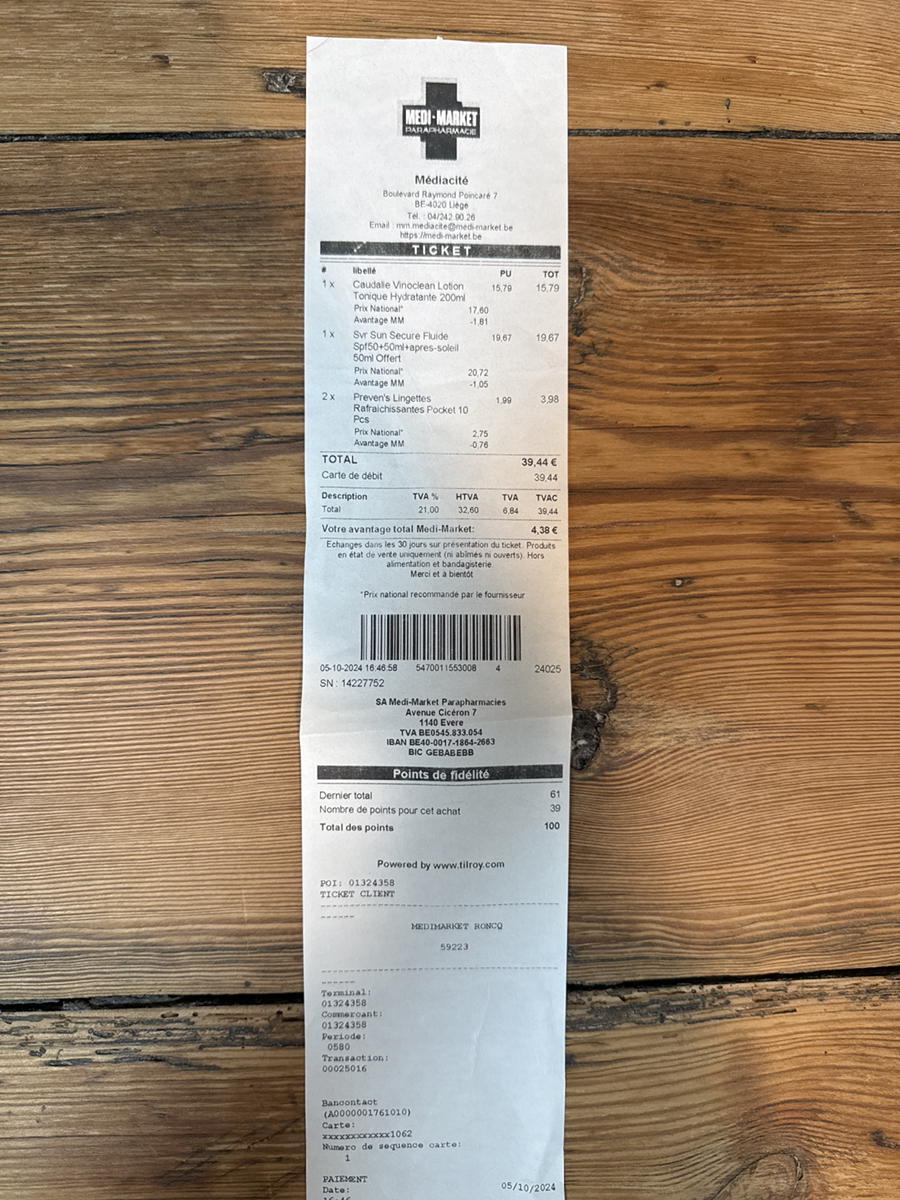 MEDI-MARKET
PARAPHARMACIE
Médiacité
Boulevard Raymond Poincaré 7
BE-4020 Liège
Tél. : 04/242.90.26
Email : mm.mediacite@medi-market.be
https://medi-market.be
TICKET
# libellé PU TOT
1 x Caudalie Vinoclean Lotion 15,79 15,79
Tonique Hydratante 200ml
Prix National* 17,60
Avantage MM -1,81
1 x Svr Sun Secure Fluide 19,67 19,67
Spf50+50ml+apres-soleil
50ml Offert
Prix National* 20,72
Avantage MM -1,05
2 x Preven's Lingettes 1,99 3,98
Rafraichissantes Pocket 10
Pcs
Prix National* 2,75
Avantage MM -0,76
TOTAL 39,44 €
Carte de débit 39,44
Description TVA % HTVA TVA TVAC
Total 21,00 32,60 6,84 39,44
Votre avantage total Medi-Market: 4,38 €
Echanges dans les 30 jours sur présentation du ticket. Produits
en état de vente uniquement (ni abîmés ni ouverts). Hors
alimentation et bandagisterie.
Merci et à bientôt
*Prix national recommandé par le fournisseur
05-10-2024 16:46:58 5470011553008 4 24025
SN : 14227752
SA Medi-Market Parapharmacies
Avenue Cicéron 7
1140 Evere
TVA BE0545.833.054
IBAN BE40-0017-1864-2663
BIC GEBABEBB
Points de fidélité
Dernier total 61
Nombre de points pour cet achat 39
Total des points 100
Powered by www.tilroy.com
POI: 01324358
TICKET CLIENT
MEDIMARKET RONCQ
59223
Terminal:
01324358
Commercant:
01324358
Periode:
0580
Transaction:
00025016
Bancontact
(A0000001761010)
Carte:
xxxxxxxxxxxx1062
Numero de sequence carte:
1
PAIEMENT
Date: 05/10/2024